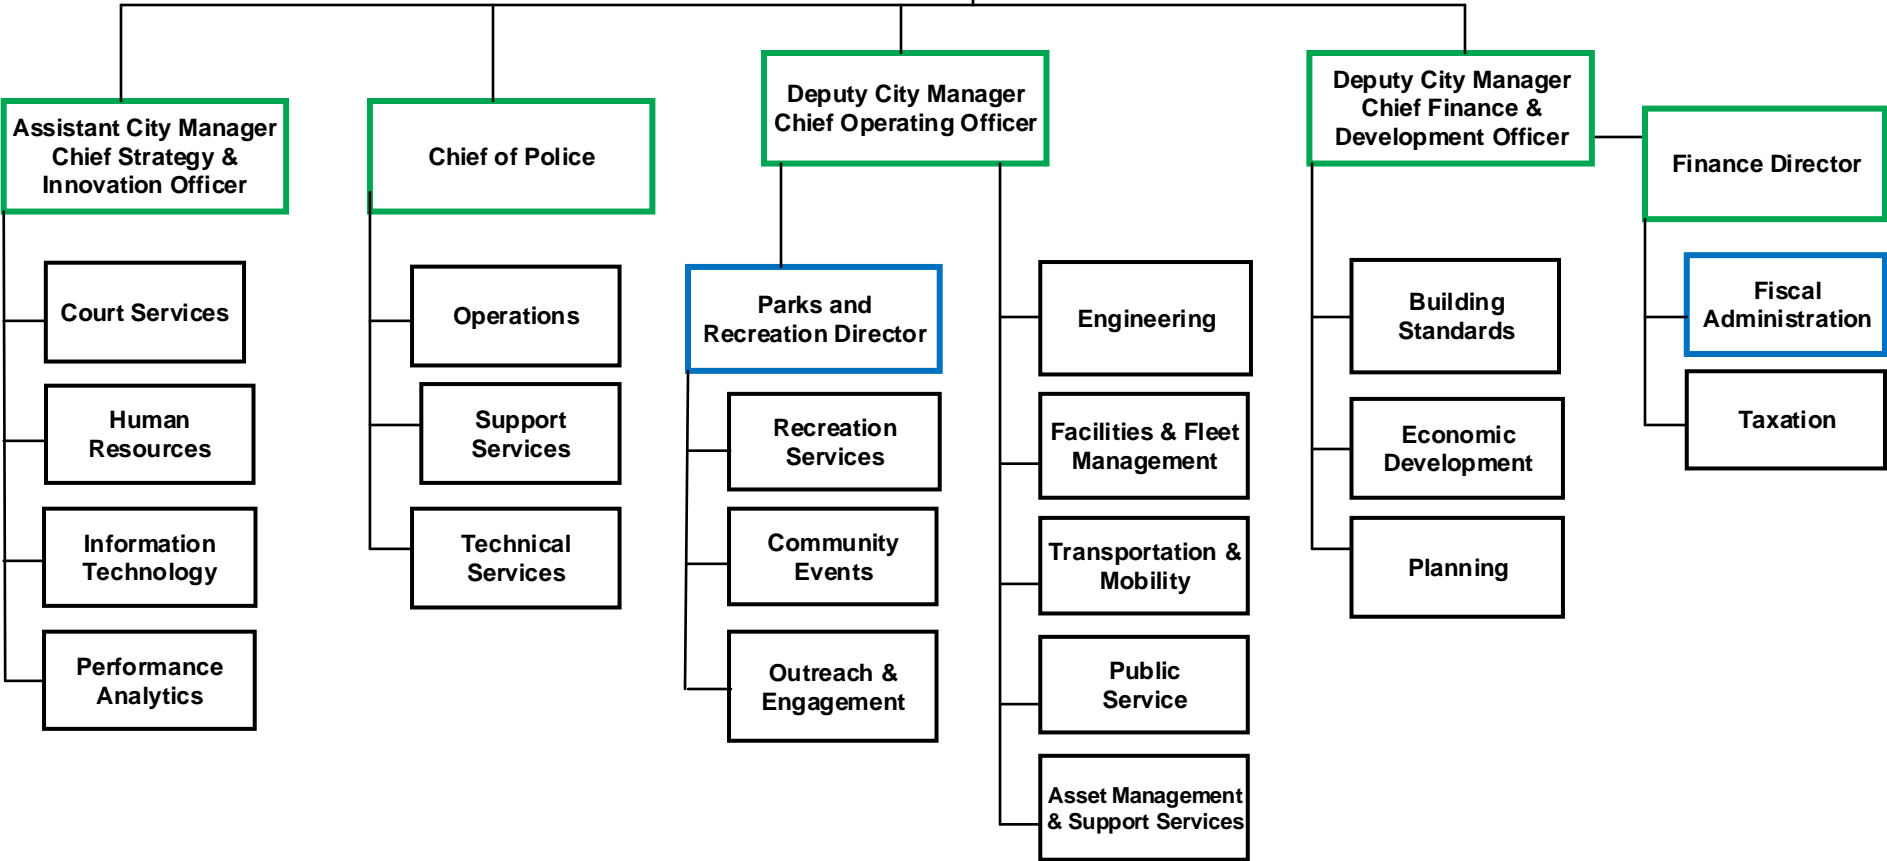 Assistant City Manager
Chief Strategy &
Innovation Officer
Court Services
Human
Resources
Information
Technology
Performance
Analytics
Chief of Police
Operations
Support
Services
Technical
Services
Deputy City Manager
Chief Operating Officer
Parks and
Recreation Director
Recreation
Services
Community
Events
Outreach &
Engagement
Engineering
Facilities & Fleet
Management
Transportation &
Mobility
Public
Service
Asset Management
& Support Services
Deputy City Manager
Chief Finance &
Development Officer
Building
Standards
Economic
Development
Planning
Finance Director
Fiscal
Administration
Taxation